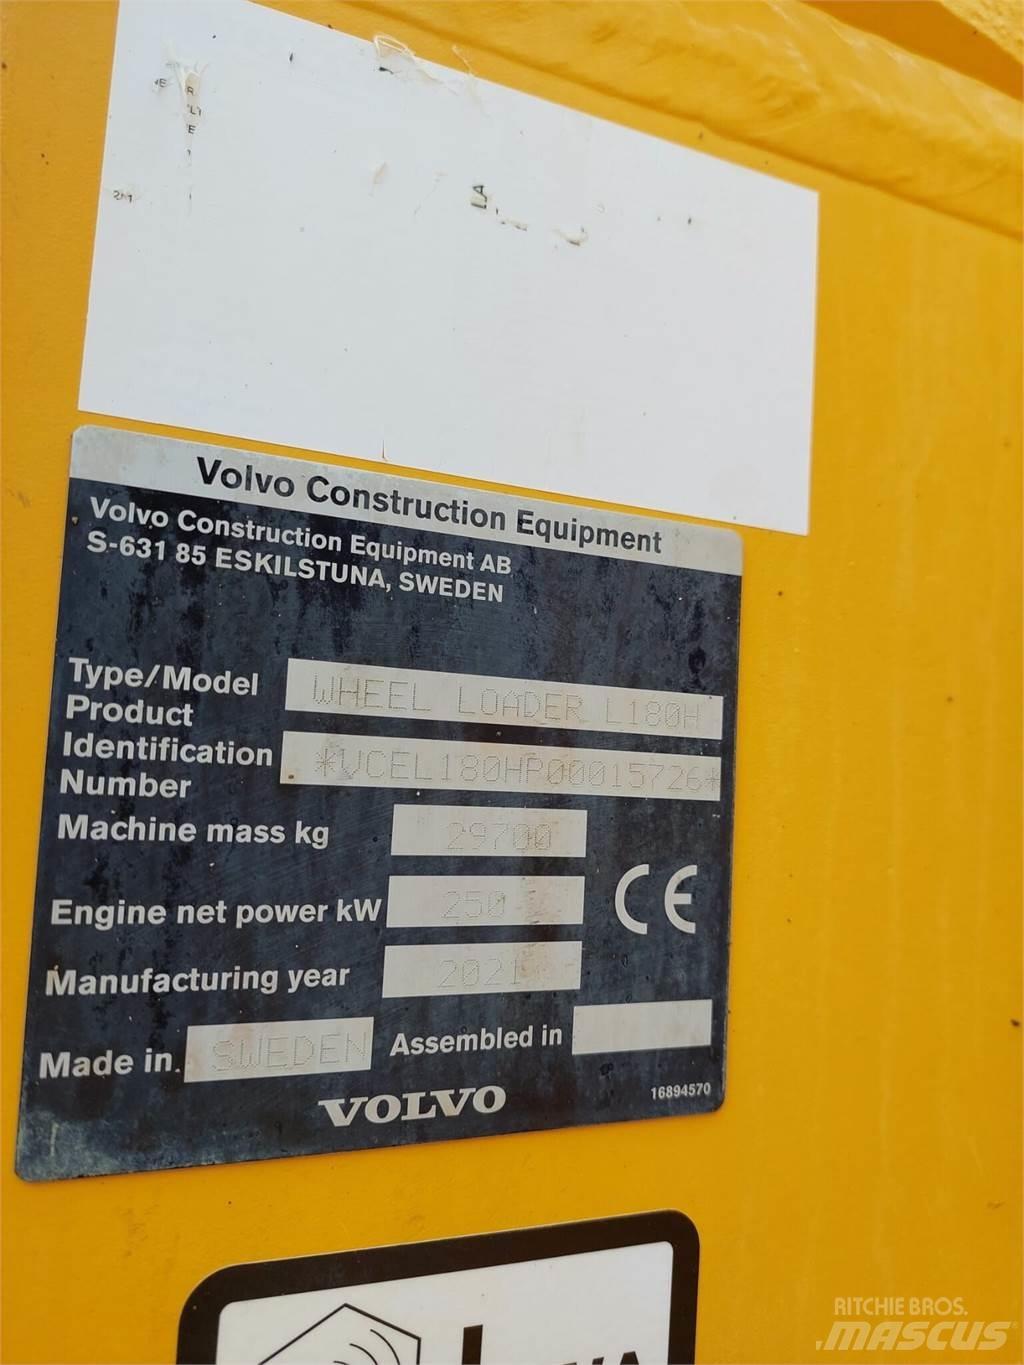 Volvo Construction Equipment
Volvo Construction Equipment AB
S-631 85 ESKILSTUNA, SWEDEN
Type/Model WHEEL LOADER L180H
Product
Identification
Number *VCEL180HP00015726*
Machine mass kg 29700
Engine net power kW 250
Manufacturing year 2021
Made in SWEDEN Assembled in
VOLVO 16894570
RITCHIE BROS.
MASCUS